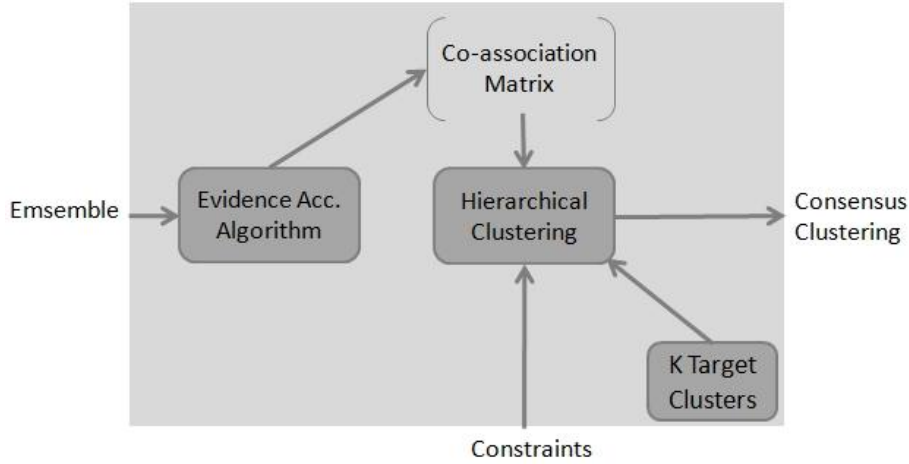 Co-association
Matrix
Emsemble
Evidence Acc.
Algorithm
Hierarchical
Clustering
Consensus
Clustering
K Target
Clusters
Constraints